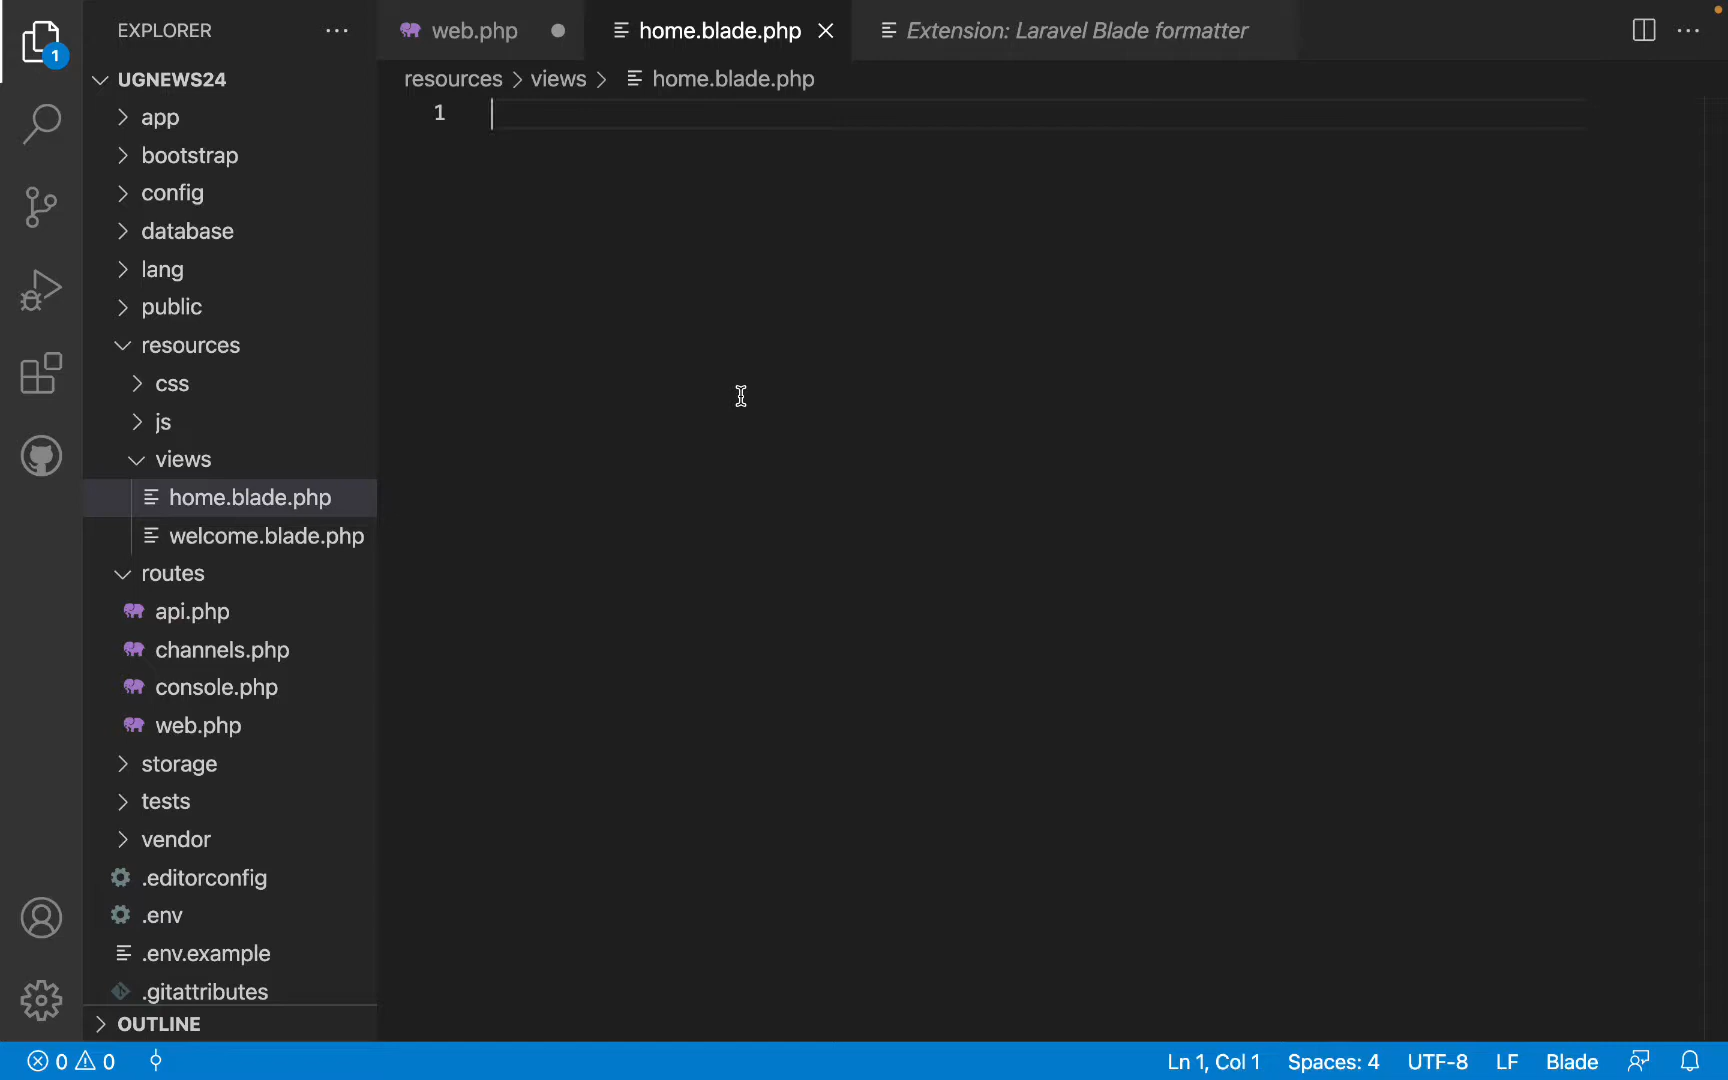 EXPLORER
1
UGNEWS24
app
bootstrap
config
database
lang
public
resources
css
js
views
home.blade.php
welcome.blade.php
routes
api.php
channels.php
console.php
web.php
storage
tests
vendor
.editorconfig
.env
.env.example
.gitattributes
OUTLINE
web.php
home.blade.php
Extension: Laravel Blade formatter
resources > views > home.blade.php
1
0 0
Ln 1, Col 1 Spaces: 4 UTF-8 LF Blade